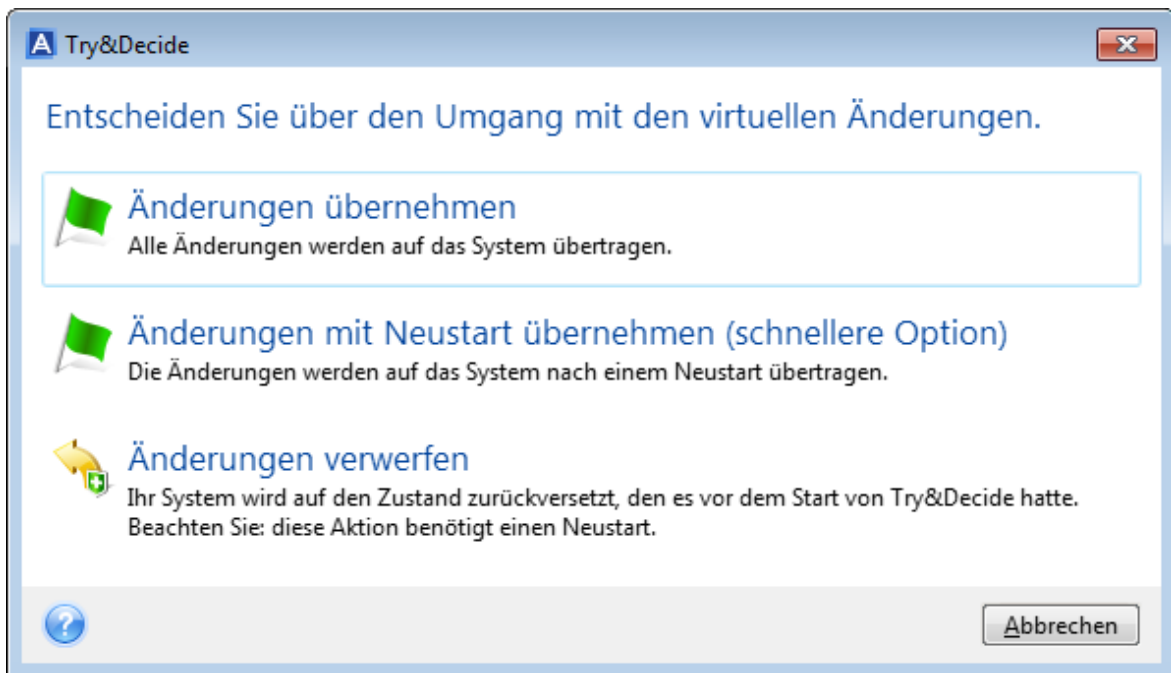 Try&Decide
Entscheiden Sie über den Umgang mit den virtuellen Änderungen.
Änderungen übernehmen
Alle Änderungen werden auf das System übertragen.
Änderungen mit Neustart übernehmen (schnellere Option)
Die Änderungen werden auf das System nach einem Neustart übertragen.
Änderungen verwerfen
Ihr System wird auf den Zustand zurückversetzt, den es vor dem Start von Try&Decide hatte.
Beachten Sie: diese Aktion benötigt einen Neustart.
Abbrechen